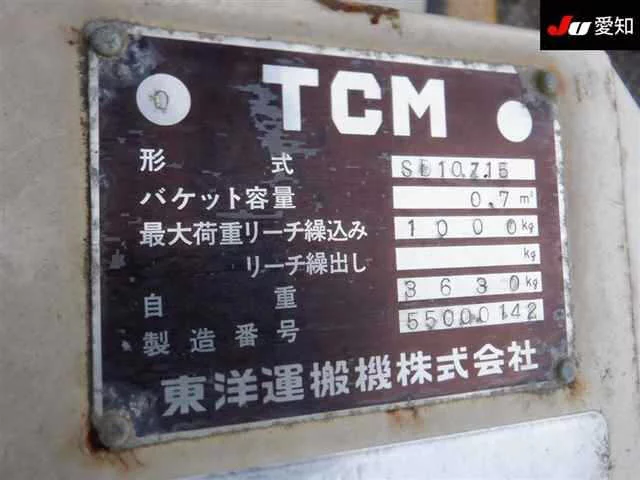 JU愛知
TCM
形式 SD10Z15
バケット容量 0.7m³
最大荷重リーチ繰込み 1000kg
リーチ繰出し kg
自重 3630kg
製造番号 55000142
東洋運搬機株式会社